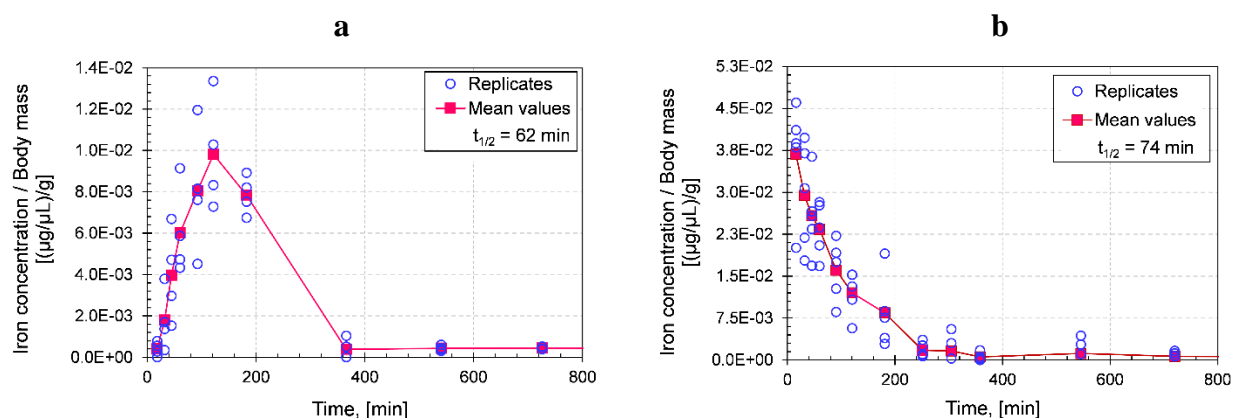 a
1.4E-02
1.2E-02
1.0E-02
8.0E-03
6.0E-03
4.0E-03
2.0E-03
0.0E+00
Iron concentration / Body mass
[(µg/µL)/g]
Replicates
Mean values
t1/2 = 62 min
0 200 400 600 800
Time, [min]
b
5.3E-02
4.5E-02
3.8E-02
3.0E-02
2.3E-02
1.5E-02
7.5E-03
0.0E+00
Iron concentration / Body mass
[(µg/µL)/g]
Replicates
Mean values
t1/2 = 74 min
0 200 400 600 800
Time, [min]